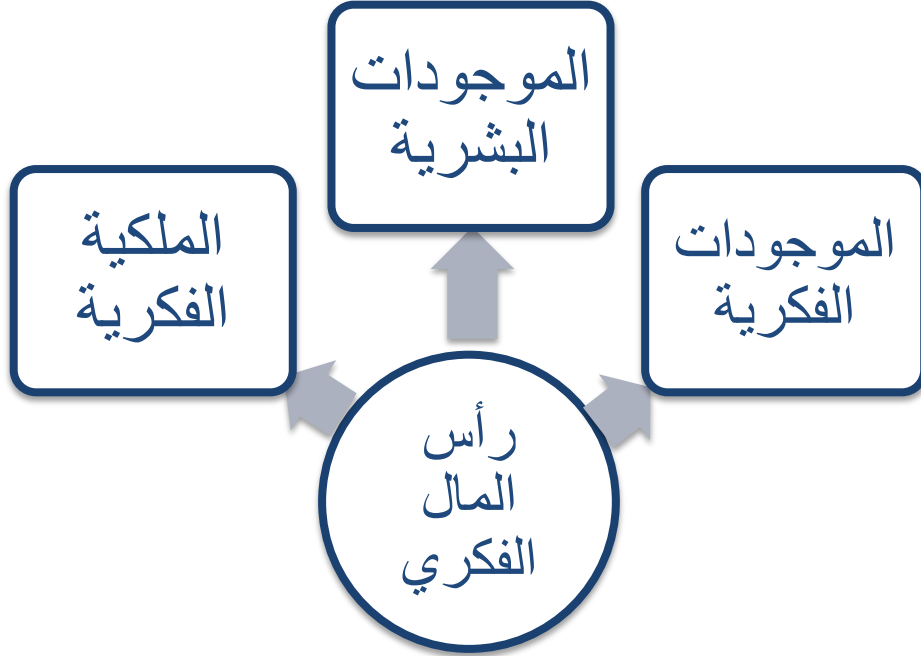 الموجودات
البشرية
الموجودات
الفكرية
الملكية
الفكرية
رأس
المال
الفكري